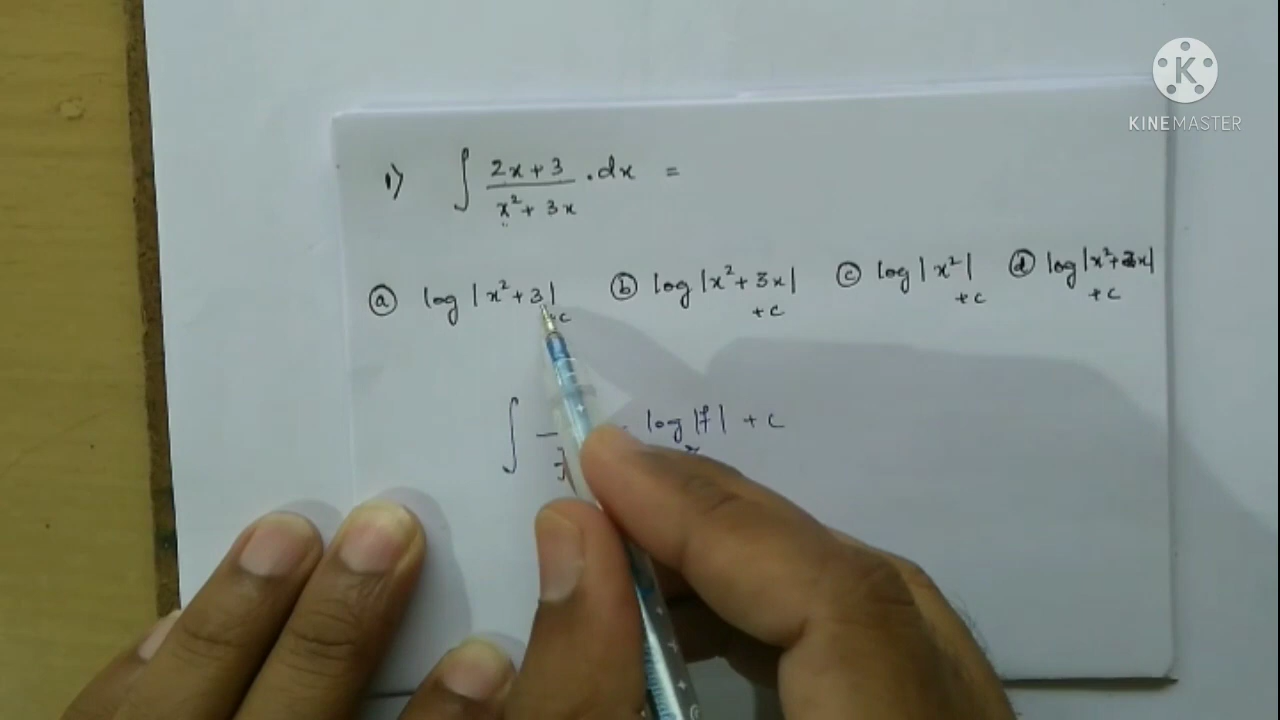 KINEMASTER
1) ∫ 2x+3 / x²+3x . dx =
ⓐ log |x²+3| +c ⓑ log |x²+3x| +c ⓒ log |x²| +c ⓓ log |x²+2x| +c
∫ log |f| + c